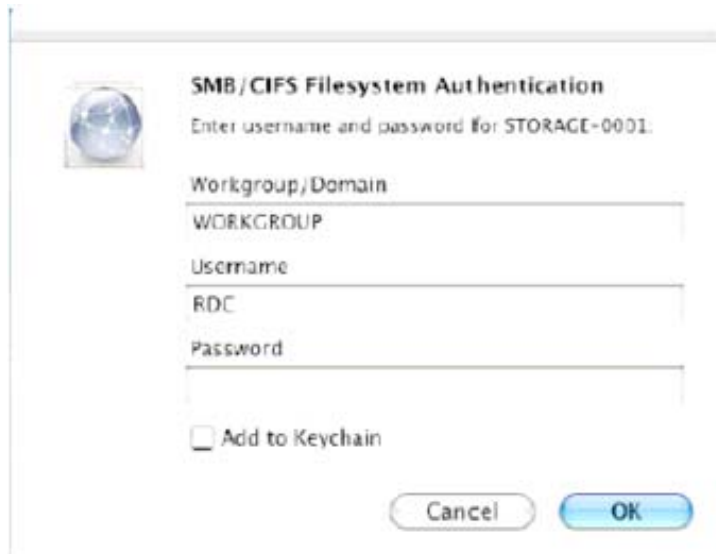 SMB/CIFS Filesystem Authentication
Enter username and password for STORAGE-0001:
Workgroup/Domain
WORKGROUP
Username
RDC
Password
Add to Keychain
Cancel
OK